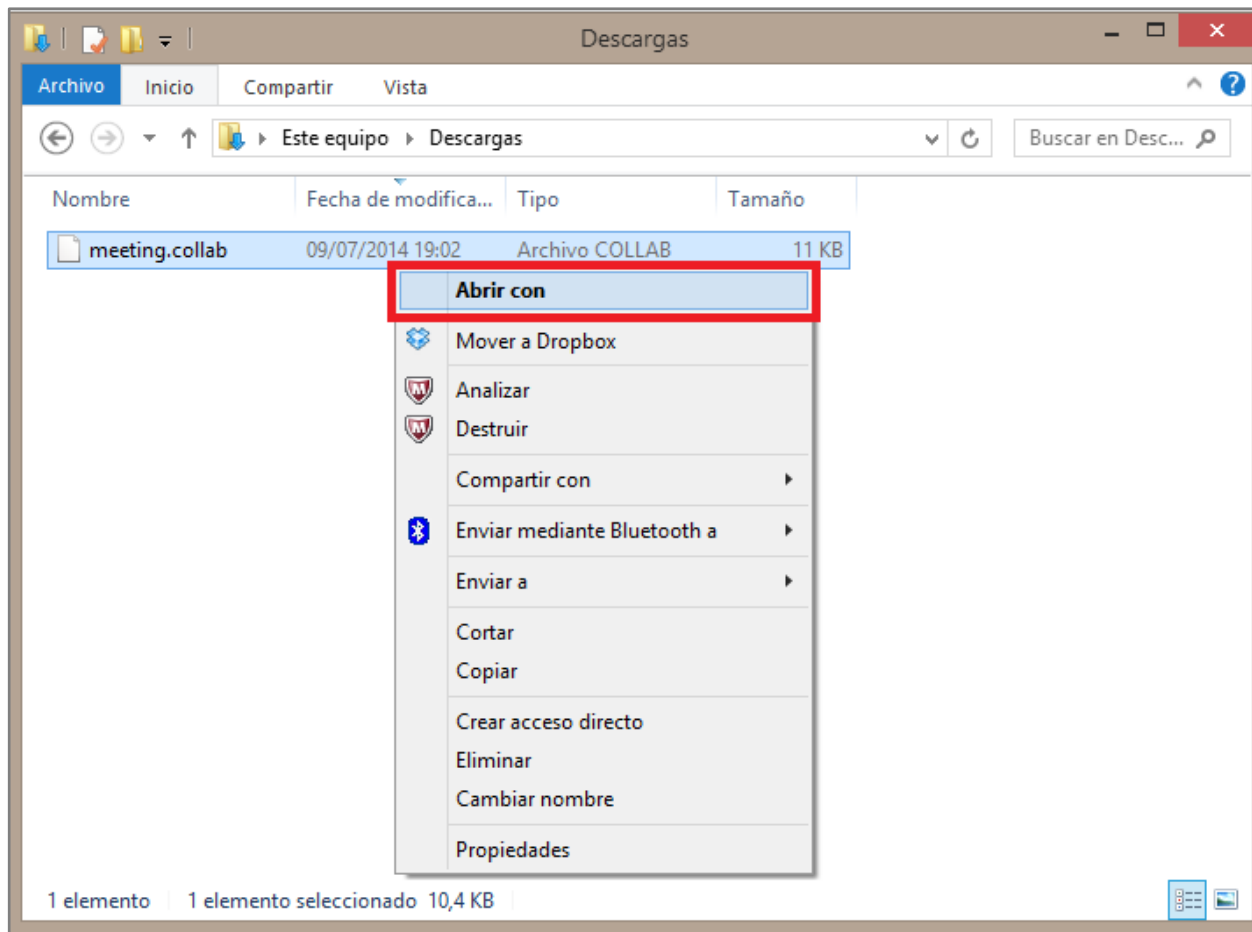 Descargas
Archivo Inicio Compartir Vista
Este equipo Descargas Buscar en Desc...
Nombre Fecha de modifica... Tipo Tamaño
meeting.collab 09/07/2014 19:02 Archivo COLLAB 11 KB
Abrir con
Mover a Dropbox
Analizar
Destruir
Compartir con
Enviar mediante Bluetooth a
Enviar a
Cortar
Copiar
Crear acceso directo
Eliminar
Cambiar nombre
Propiedades
1 elemento 1 elemento seleccionado 10,4 KB